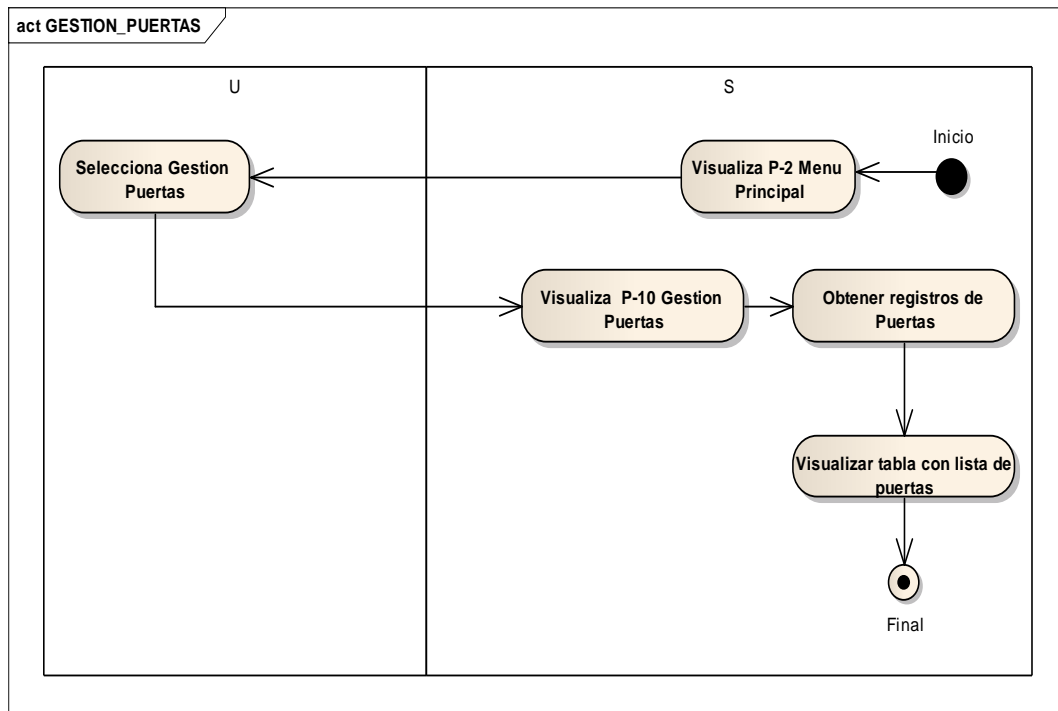 act GESTION_PUERTAS
U
S
Inicio
Selecciona Gestion
Puertas
Visualiza P-2 Menu
Principal
Visualiza P-10 Gestion
Puertas
Obtener registros de
Puertas
Visualizar tabla con lista de
puertas
Final